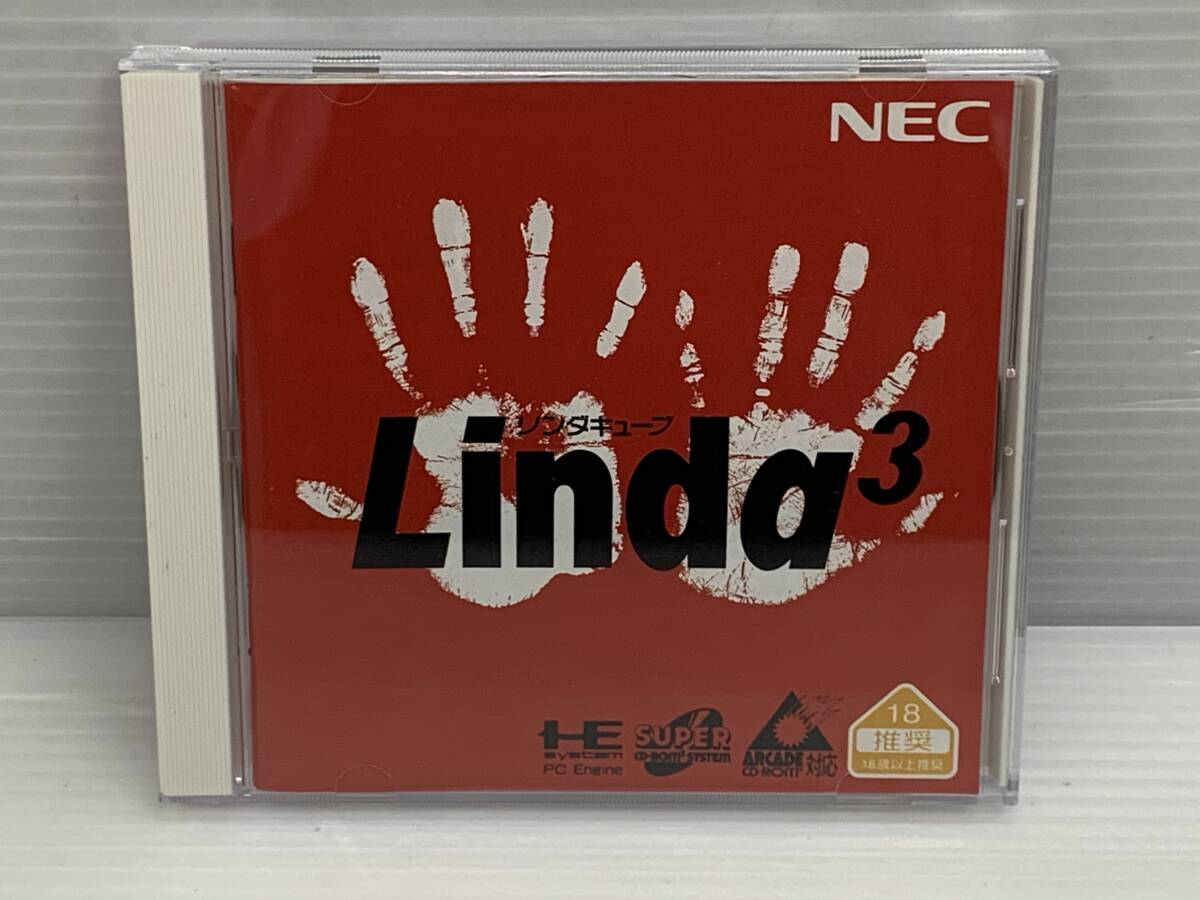 NEC
リンダキューブ
Linda3
HE
system
PC Engine
SUPER
CD-ROM2 SYSTEM
ARCADE
CD-ROM2
対応
18
推奨
18歳以上推奨